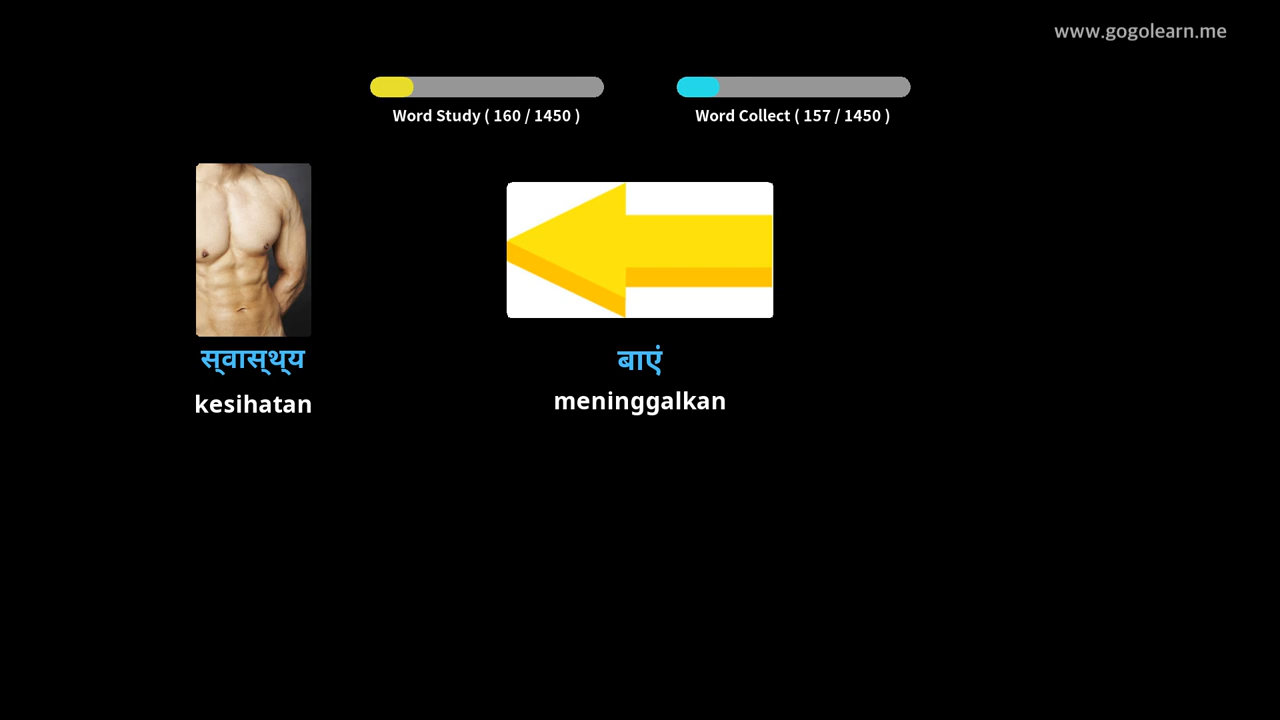 www.gogolearn.me
Word Study ( 160 / 1450 )
Word Collect ( 157 / 1450 )
स्वास्थ्य
kesihatan
बाएं
meninggalkan